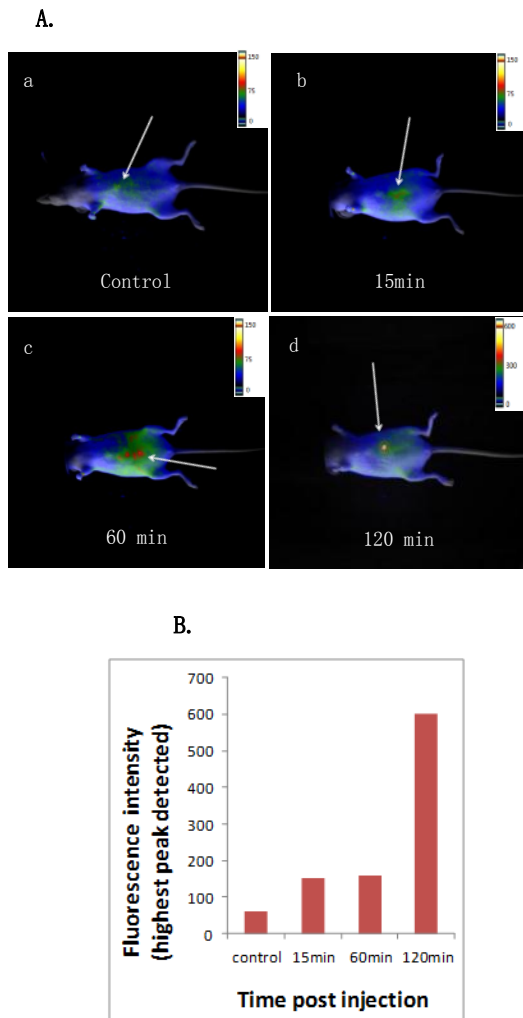 A.
a
150
75
0
Control
b
150
75
0
15min
c
150
75
0
60 min
d
600
300
0
120 min
B.
Fluorescence intensity
(highest peak detected)
700
600
500
400
300
200
100
0
control 15min 60min 120min
Time post injection